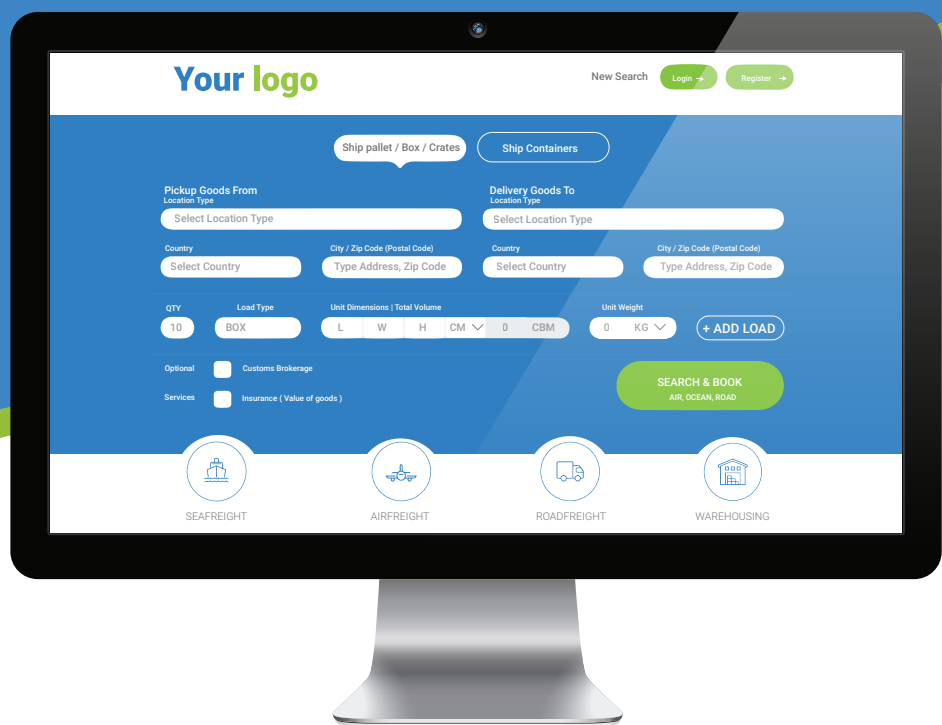 Your logo
New Search
Login
Register
Ship pallet / Box / Crates
Ship Containers
Pickup Goods From
Location Type
Select Location Type
Delivery Goods To
Location Type
Select Location Type
Country
City / Zip Code (Postal Code)
Country
City / Zip Code (Postal Code)
Select Country
Type Address, Zip Code
Select Country
Type Address, Zip Code
QTY
Load Type
Unit Dimensions | Total Volume
Unit Weight
10
BOX
L
W
H
CM
0
CBM
0
KG
+ ADD LOAD
Optional
Customs Brokerage
Services
Insurance ( Value of goods )
SEARCH & BOOK
AIR, OCEAN, ROAD
SEAFREIGHT
AIRFREIGHT
ROADFREIGHT
WAREHOUSING